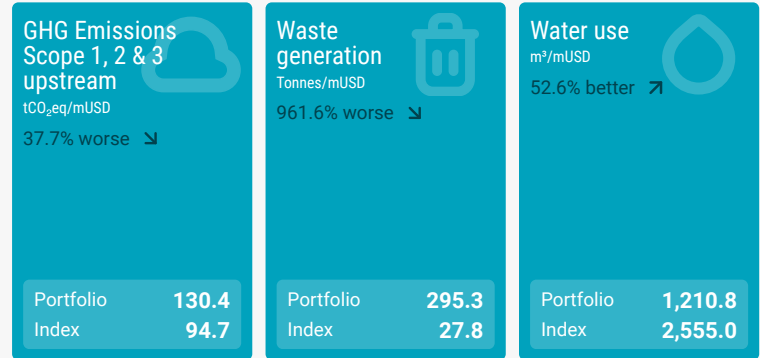 GHG Emissions
Scope 1, 2 & 3
upstream
tCO₂eq/mUSD
37.7% worse ↘
Portfolio 130.4
Index 94.7
Waste
generation
Tonnes/mUSD
961.6% worse ↘
Portfolio 295.3
Index 27.8
Water use
m³/mUSD
52.6% better ↗
Portfolio 1,210.8
Index 2,555.0